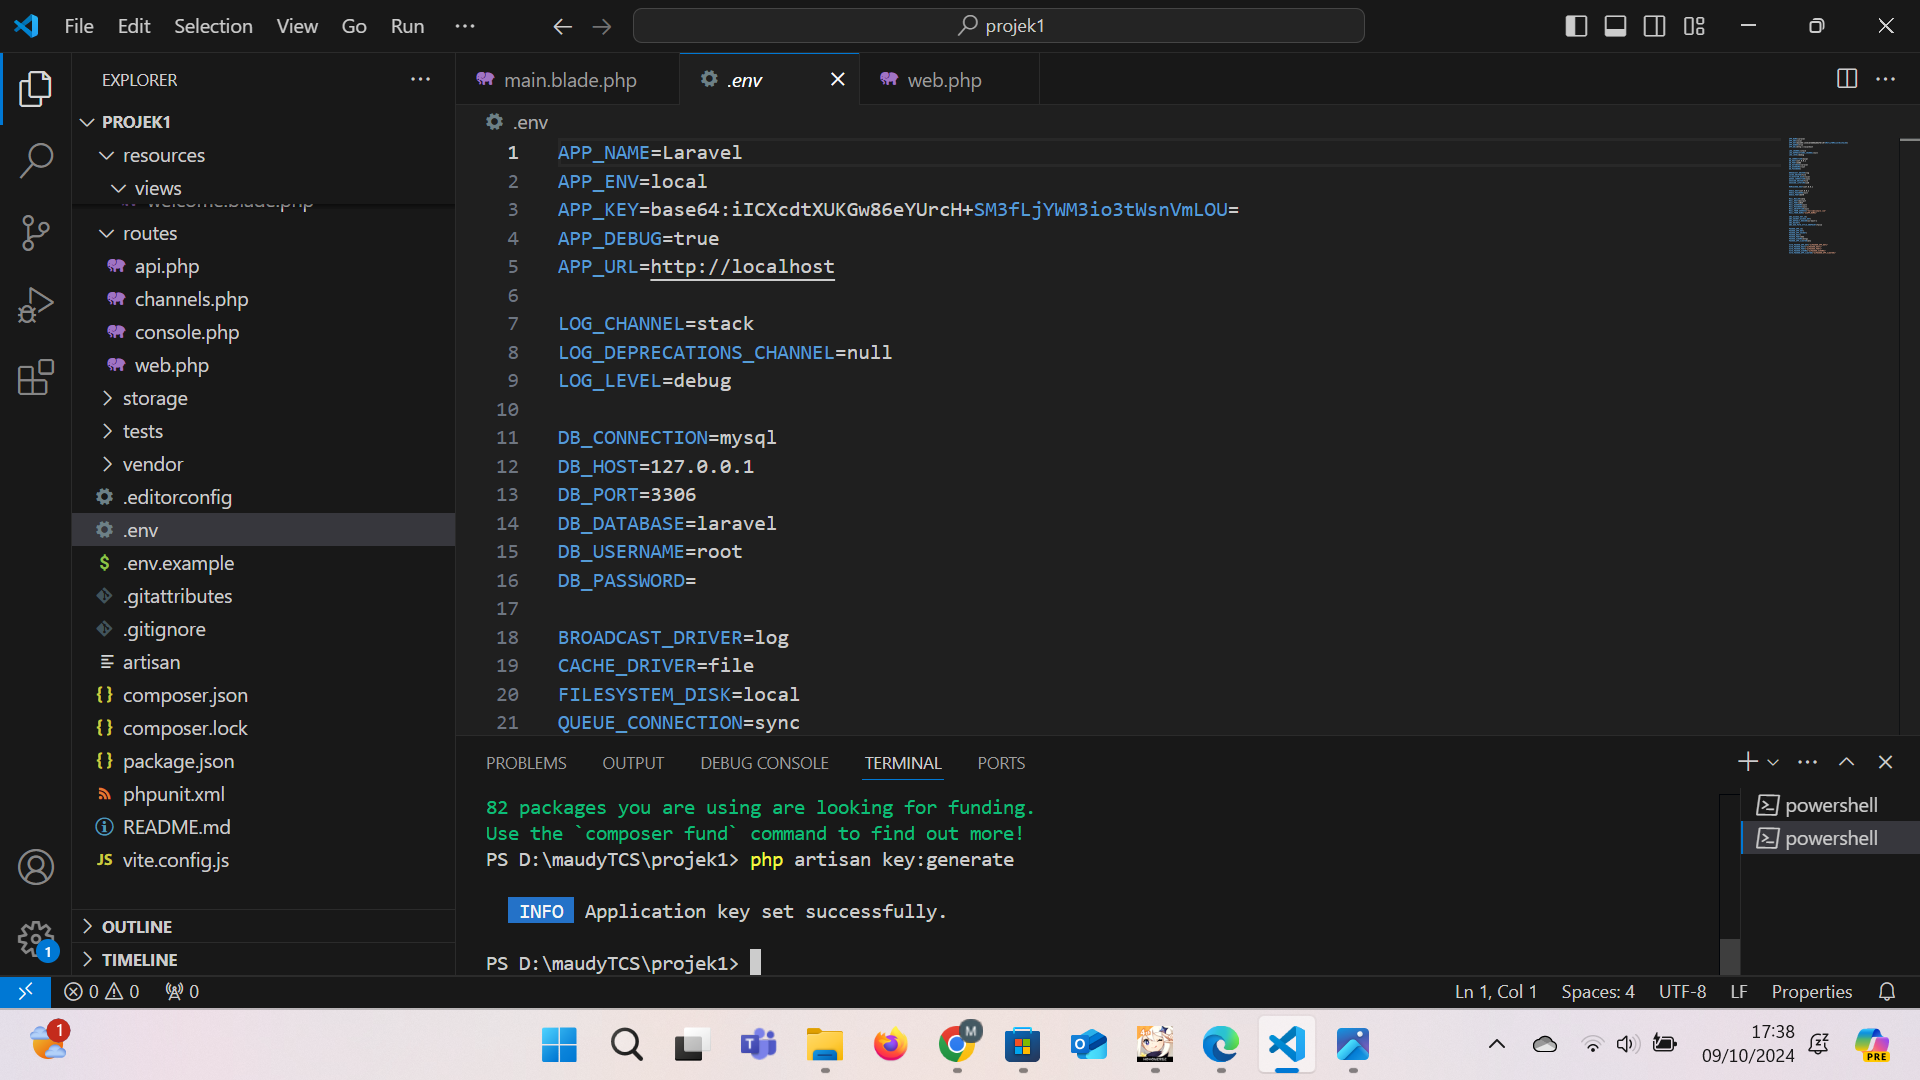 File Edit Selection View Go Run ···
projek1
EXPLORER
PROJEK1
resources
views
welcome.blade.php
routes
api.php
channels.php
console.php
web.php
storage
tests
vendor
.editorconfig
.env
.env.example
.gitattributes
.gitignore
artisan
composer.json
composer.lock
package.json
phpunit.xml
README.md
JS vite.config.js
OUTLINE
TIMELINE
1
main.blade.php
.env
web.php
.env
1 APP_NAME=Laravel
2 APP_ENV=local
3 APP_KEY=base64:iICXcdtXUKGw86eYUrcH+SM3fLjYWM3io3tWsnVmLOU=
4 APP_DEBUG=true
5 APP_URL=http://localhost
6
7 LOG_CHANNEL=stack
8 LOG_DEPRECATIONS_CHANNEL=null
9 LOG_LEVEL=debug
10
11 DB_CONNECTION=mysql
12 DB_HOST=127.0.0.1
13 DB_PORT=3306
14 DB_DATABASE=laravel
15 DB_USERNAME=root
16 DB_PASSWORD=
17
18 BROADCAST_DRIVER=log
19 CACHE_DRIVER=file
20 FILESYSTEM_DISK=local
21 QUEUE_CONNECTION=sync
PROBLEMS OUTPUT DEBUG CONSOLE TERMINAL PORTS
82 packages you are using are looking for funding.
Use the `composer fund` command to find out more!
PS D:\maudyTCS\projek1> php artisan key:generate
INFO Application key set successfully.
PS D:\maudyTCS\projek1>
powershell
powershell
0 0 0
Ln 1, Col 1 Spaces: 4 UTF-8 LF Properties
1
M
PRE
17:38
09/10/2024